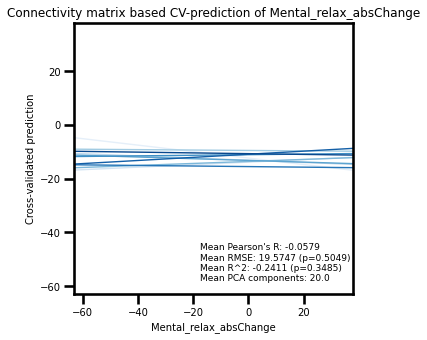 Connectivity matrix based CV-prediction of Mental_relax_absChange
Cross-validated prediction
20
0
−20
−40
−60
Mean Pearson's R: -0.0579
Mean RMSE: 19.5747 (p=0.5049)
Mean R^2: -0.2411 (p=0.3485)
Mean PCA components: 20.0
−60 −40 −20 0 20
Mental_relax_absChange